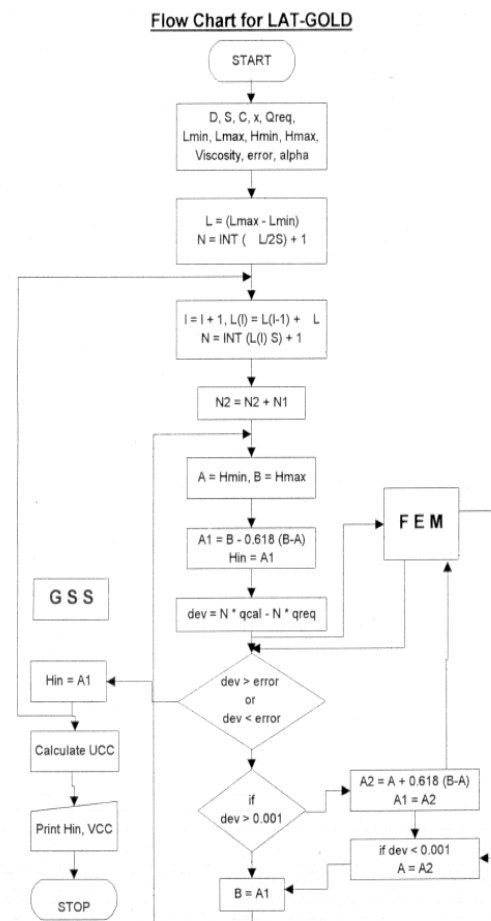 Flow Chart for LAT-GOLD
START
D, S, C, x, Qreq,
Lmin, Lmax, Hmin, Hmax,
Viscosity, error, alpha
L = (Lmax - Lmin)
N = INT ( L/2S) + 1
I = I + 1, L(I) = L(I-1) + L
N = INT (L(I) S) + 1
N2 = N2 + N1
A = Hmin, B = Hmax
F E M
A1 = B - 0.618 (B-A)
Hin = A1
G S S
dev = N * qcal - N * qreq
Hin = A1
dev > error
or
dev < error
Calculate UCC
if
dev > 0.001
A2 = A + 0.618 (B-A)
A1 = A2
Print Hin, VCC
if dev < 0.001
A = A2
B = A1
STOP